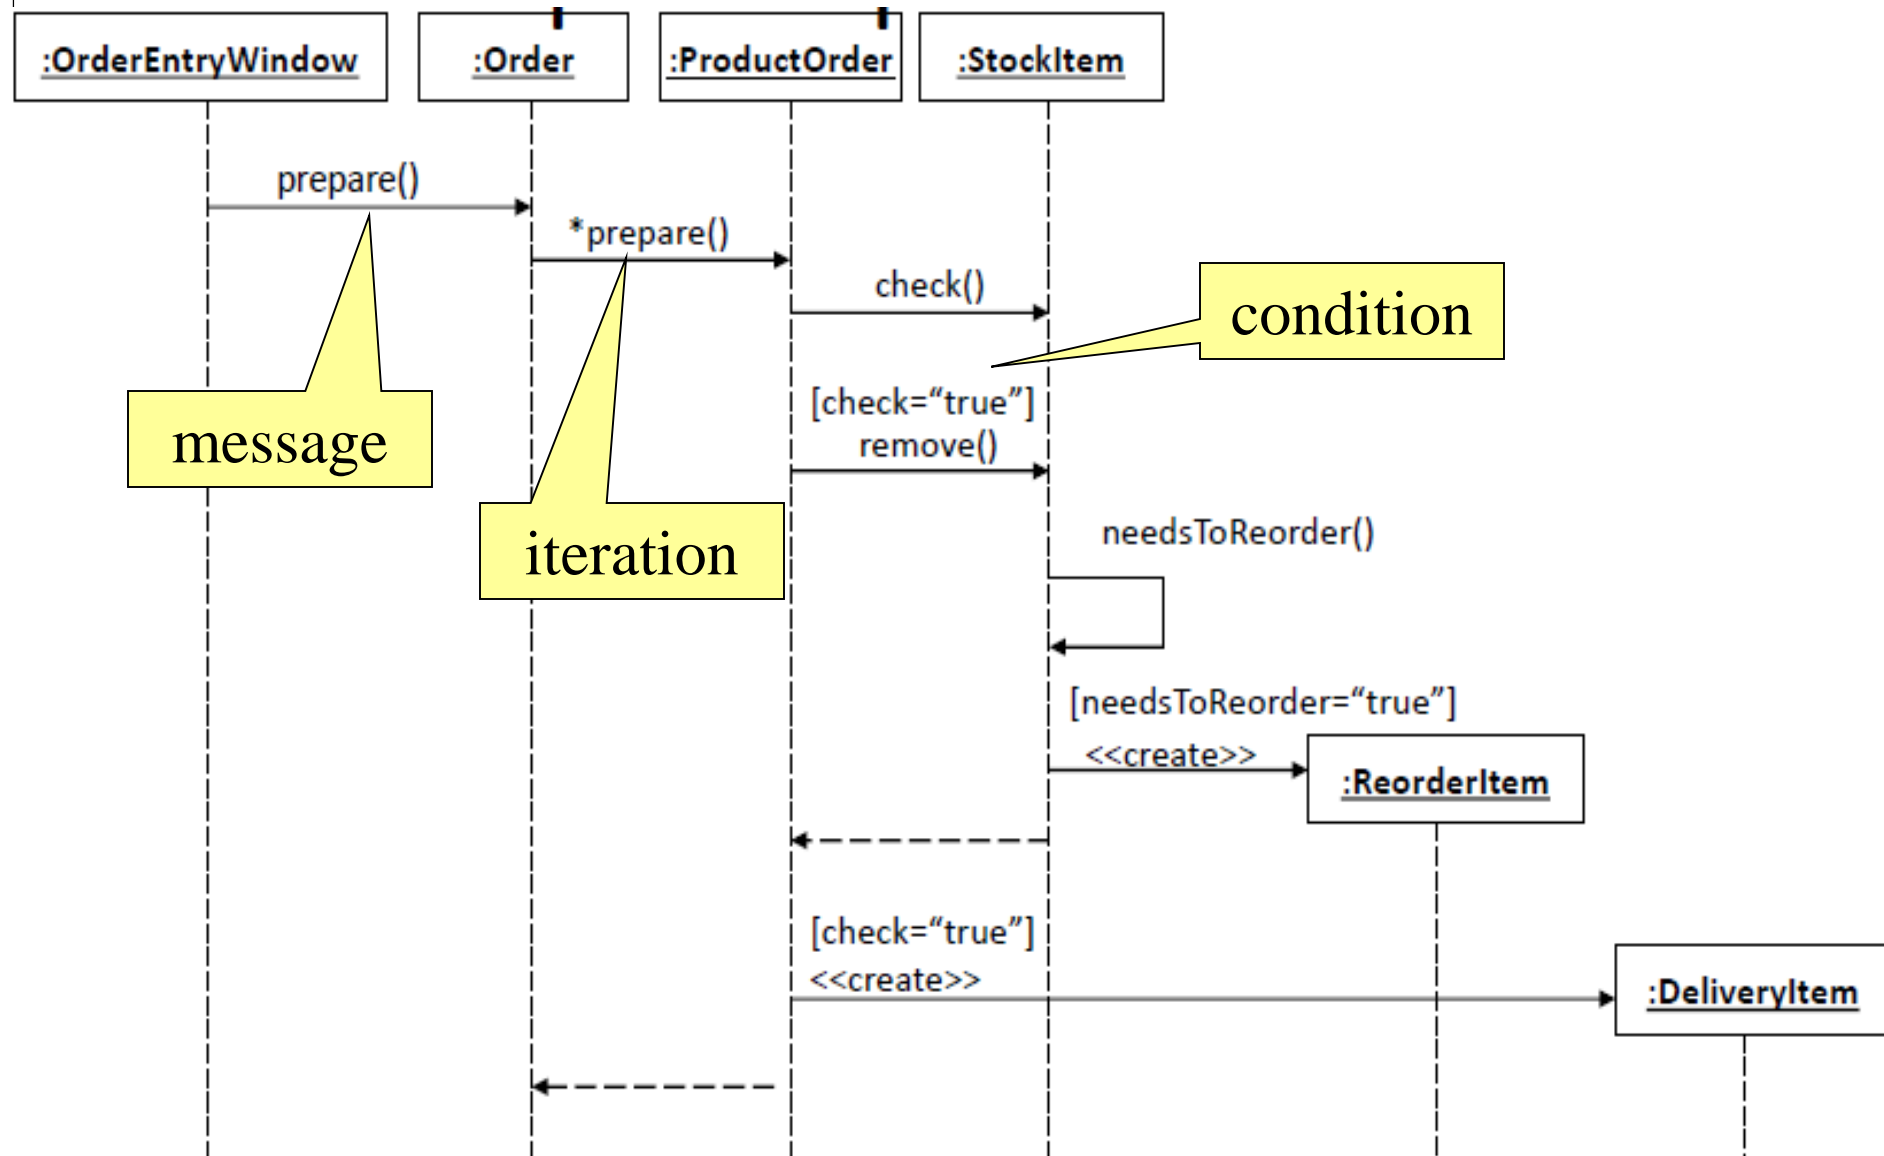 :OrderEntryWindow
:Order
:ProductOrder
:StockItem
prepare()
*prepare()
check()
condition
[check=“true”]
remove()
message
iteration
needsToReorder()
[needsToReorder=“true”]
<<create>>
:ReorderItem
[check=“true”]
<<create>>
:DeliveryItem